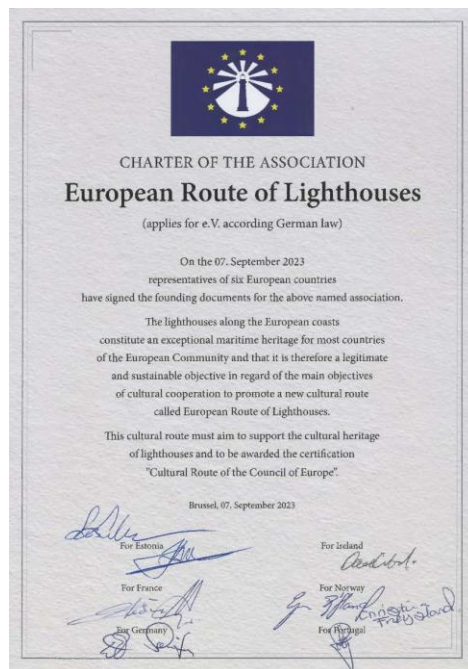 CHARTER OF THE ASSOCIATION
European Route of Lighthouses
(applies for e.V. according German law)
On the 07. September 2023
representatives of six European countries
have signed the founding documents for the above named association.
The lighthouses along the European coasts
constitute an exceptional maritime heritage for most countries
of the European Community and that it is therefore a legitimate
and sustainable objective in regard of the main objectives
of cultural cooperation to promote a new cultural route
called European Route of Lighthouses.
This cultural route must aim to support the cultural heritage
of lighthouses and to be awarded the certification
"Cultural Route of the Council of Europe".
Brussel, 07. September 2023
For Estonia
For Ireland
For France
For Norway
For Germany
For Portugal